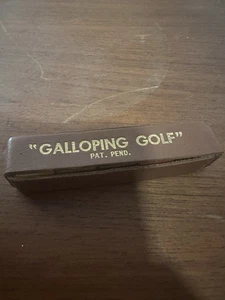 "GALLOPING GOLF"
PAT. PEND.